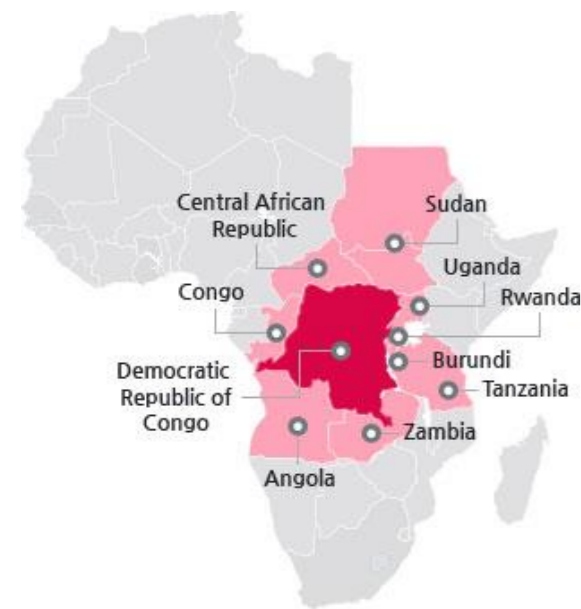 Central African
Republic
Sudan
Uganda
Congo
Rwanda
Democratic
Republic of
Congo
Burundi
Tanzania
Zambia
Angola